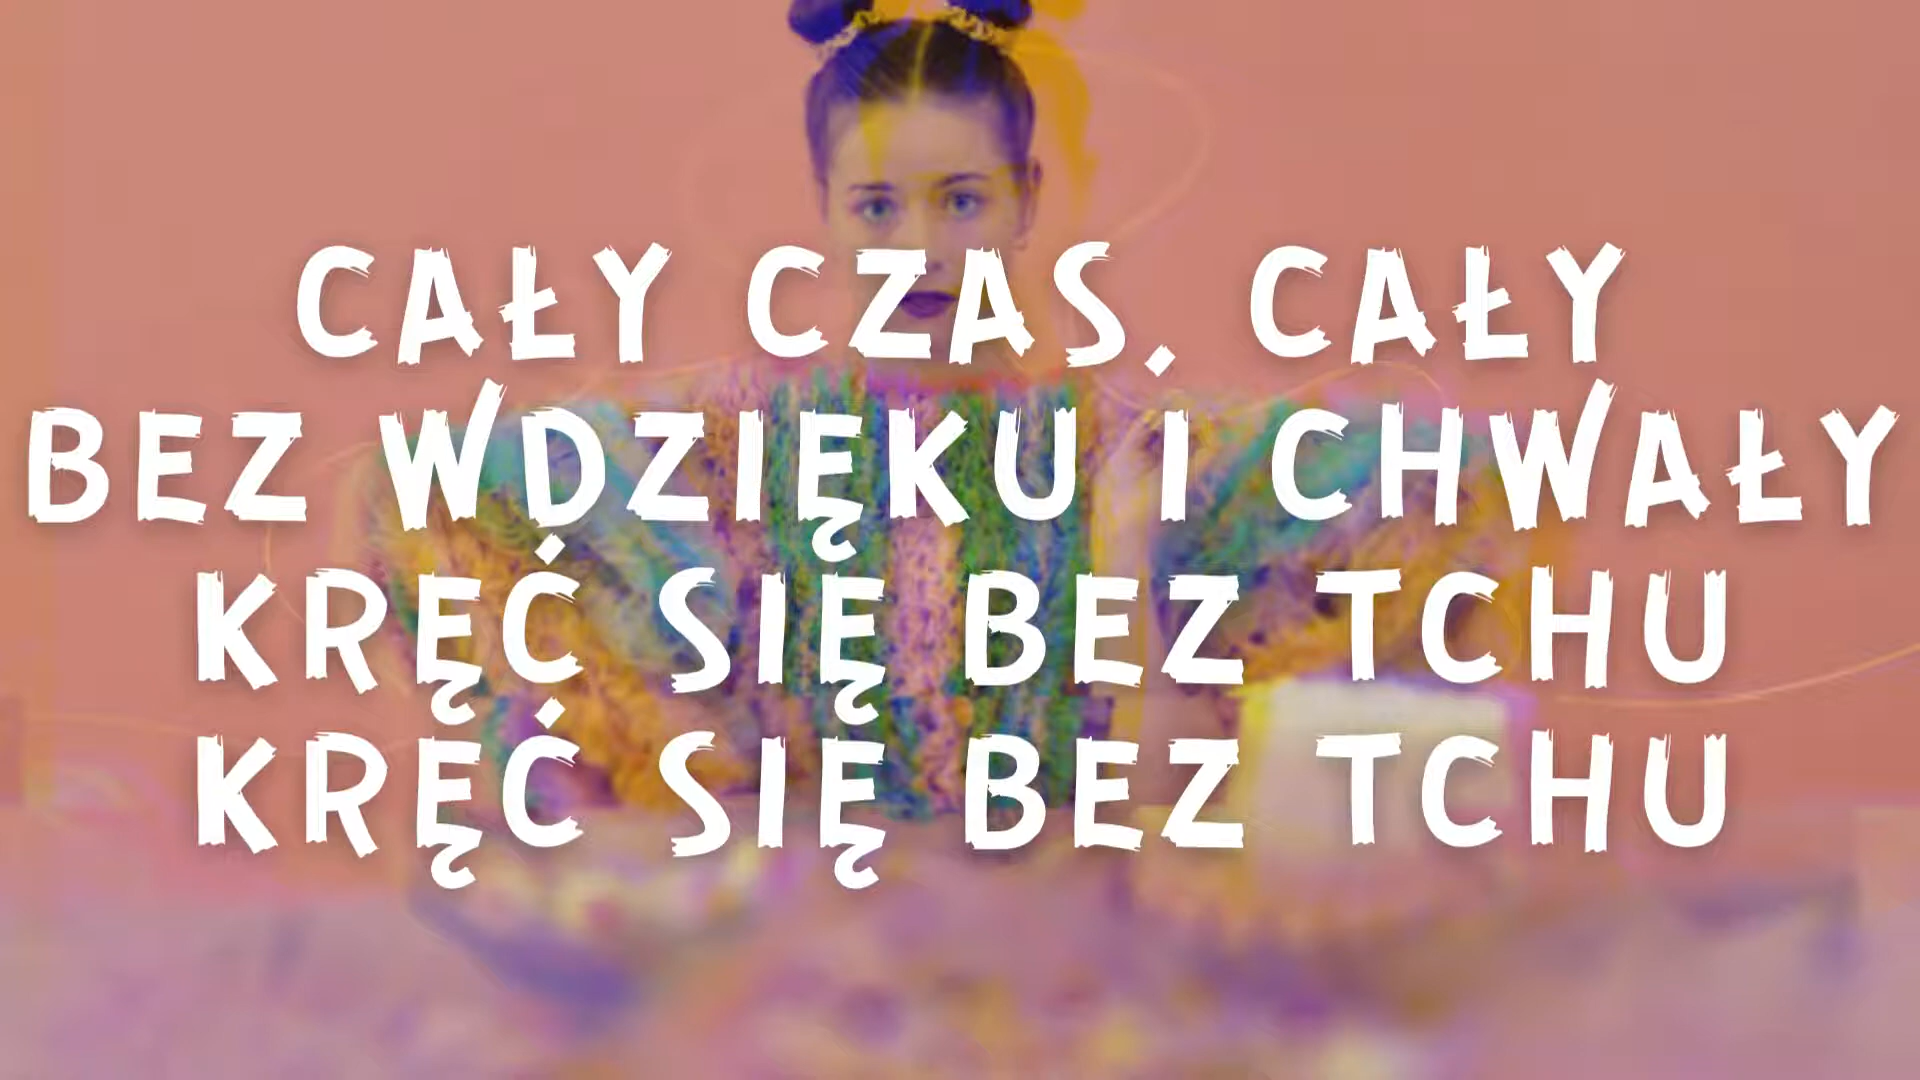 CAŁY CZAS, CAŁY
BEZ WDZIĘKU I CHWAŁY
KRĘĆ SIĘ BEZ TCHU
KRĘĆ SIĘ BEZ TCHU